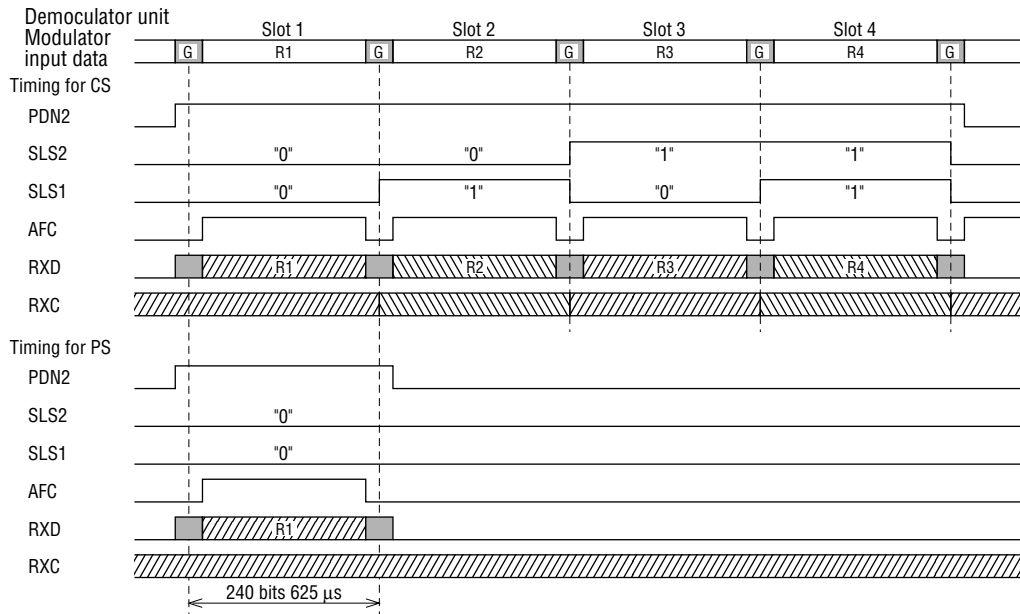 Democulator unit
Slot 1 Slot 2 Slot 3 Slot 4
Modulator
input data
G R1 G R2 G R3 G R4 G
Timing for CS
PDN2
SLS2 "0" "0" "1" "1"
SLS1 "0" "1" "0" "1"
AFC
RXD R1 R2 R3 R4
RXC
Timing for PS
PDN2
SLS2 "0"
SLS1 "0"
AFC
RXD R1
RXC
240 bits 625 μs